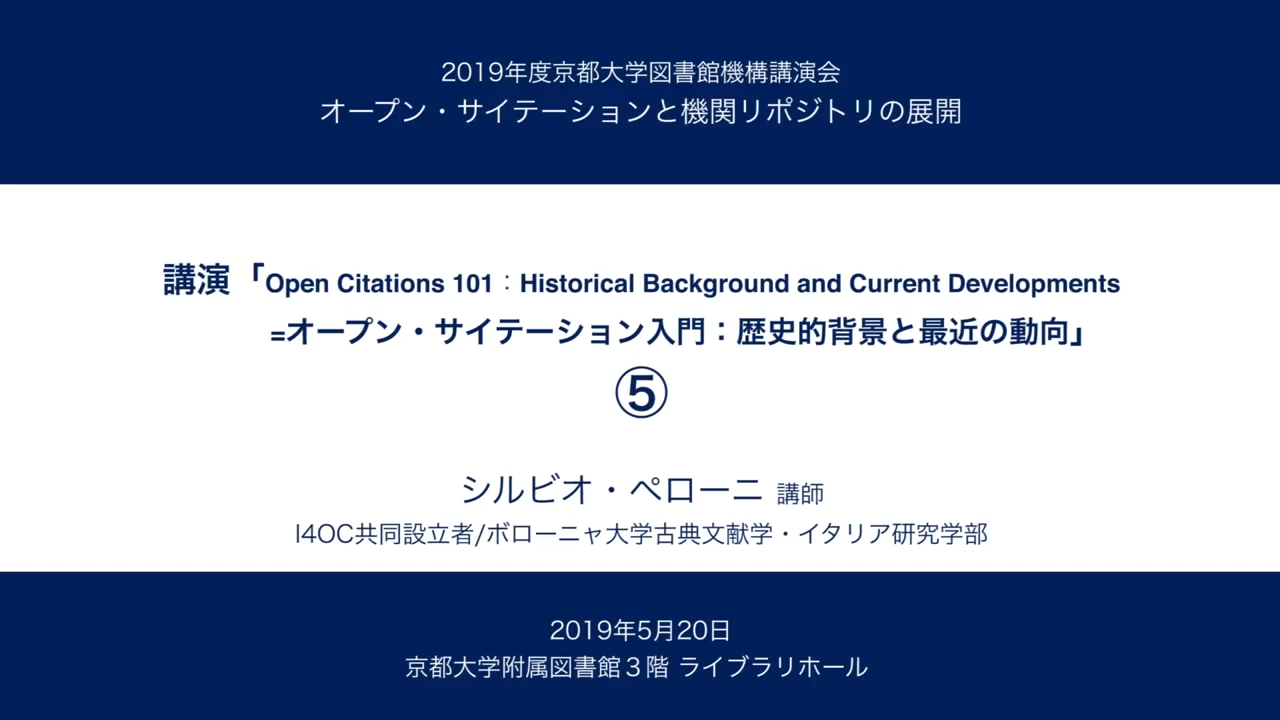 2019年度京都大学図書館機構講演会
オープン・サイテーションと機関リポジトリの展開
講演「Open Citations 101：Historical Background and Current Developments
=オープン・サイテーション入門：歴史的背景と最近の動向」
⑤
シルビオ・ペローニ 講師
I4OC共同設立者/ボローニャ大学古典文献学・イタリア研究学部
2019年5月20日
京都大学附属図書館３階 ライブラリホール